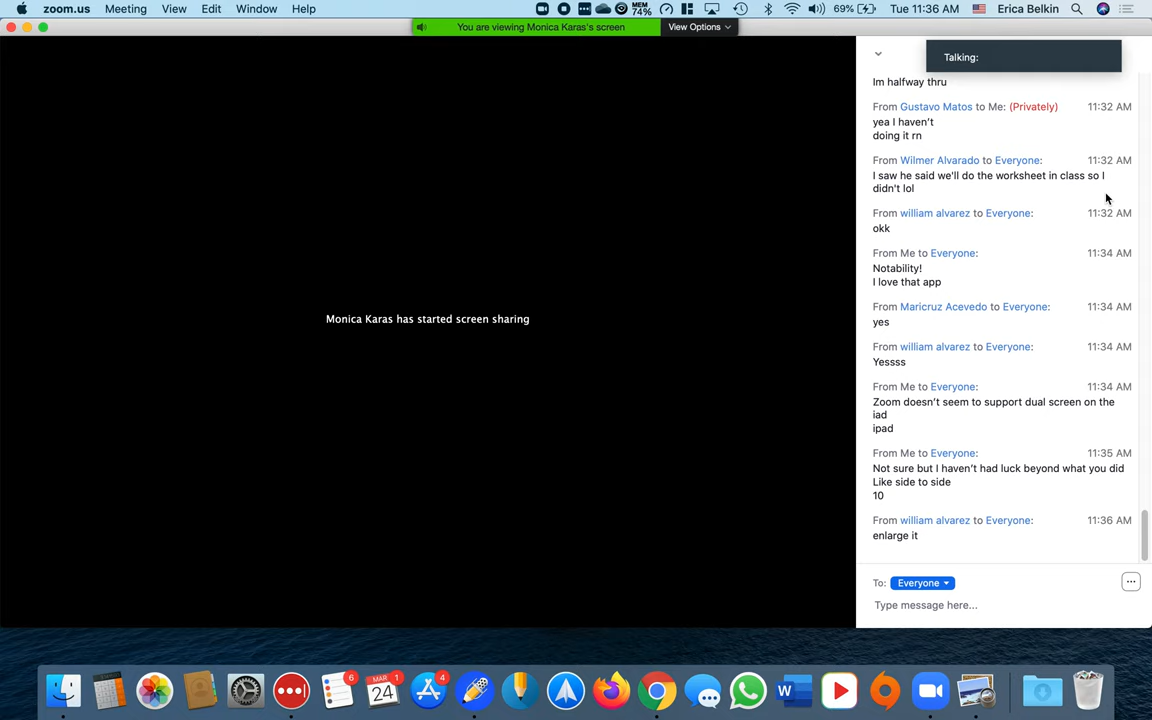 zoom.us Meeting View Edit Window Help MEM 74% 69% Tue 11:36 AM Erica Belkin
You are viewing Monica Karas's screen View Options
Talking:
Im halfway thru
From Gustavo Matos to Me: (Privately) 11:32 AM
yea I haven't
doing it rn
From Wilmer Alvarado to Everyone: 11:32 AM
I saw he said we'll do the worksheet in class so I
didn't lol
From william alvarez to Everyone: 11:32 AM
okk
From Me to Everyone: 11:34 AM
Notability!
I love that app
From Maricruz Acevedo to Everyone: 11:34 AM
yes
From william alvarez to Everyone: 11:34 AM
Yessss
From Me to Everyone: 11:34 AM
Zoom doesn't seem to support dual screen on the
iad
ipad
From Me to Everyone: 11:35 AM
Not sure but I haven't had luck beyond what you did
Like side to side
10
From william alvarez to Everyone: 11:36 AM
enlarge it
Monica Karas has started screen sharing
To: Everyone
Type message here...
6
MAR 1
24
4
W